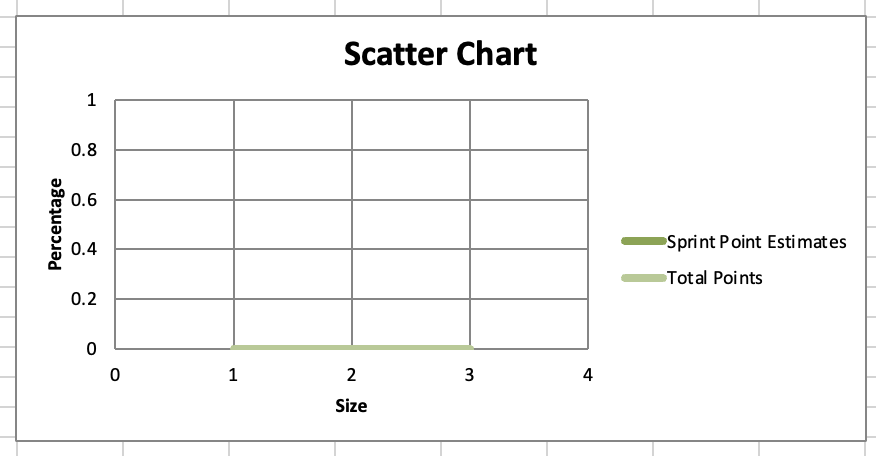 Scatter Chart
Percentage
1
0.8
0.6
0.4
0.2
0
0 1 2 3 4
Size
Sprint Point Estimates
Total Points